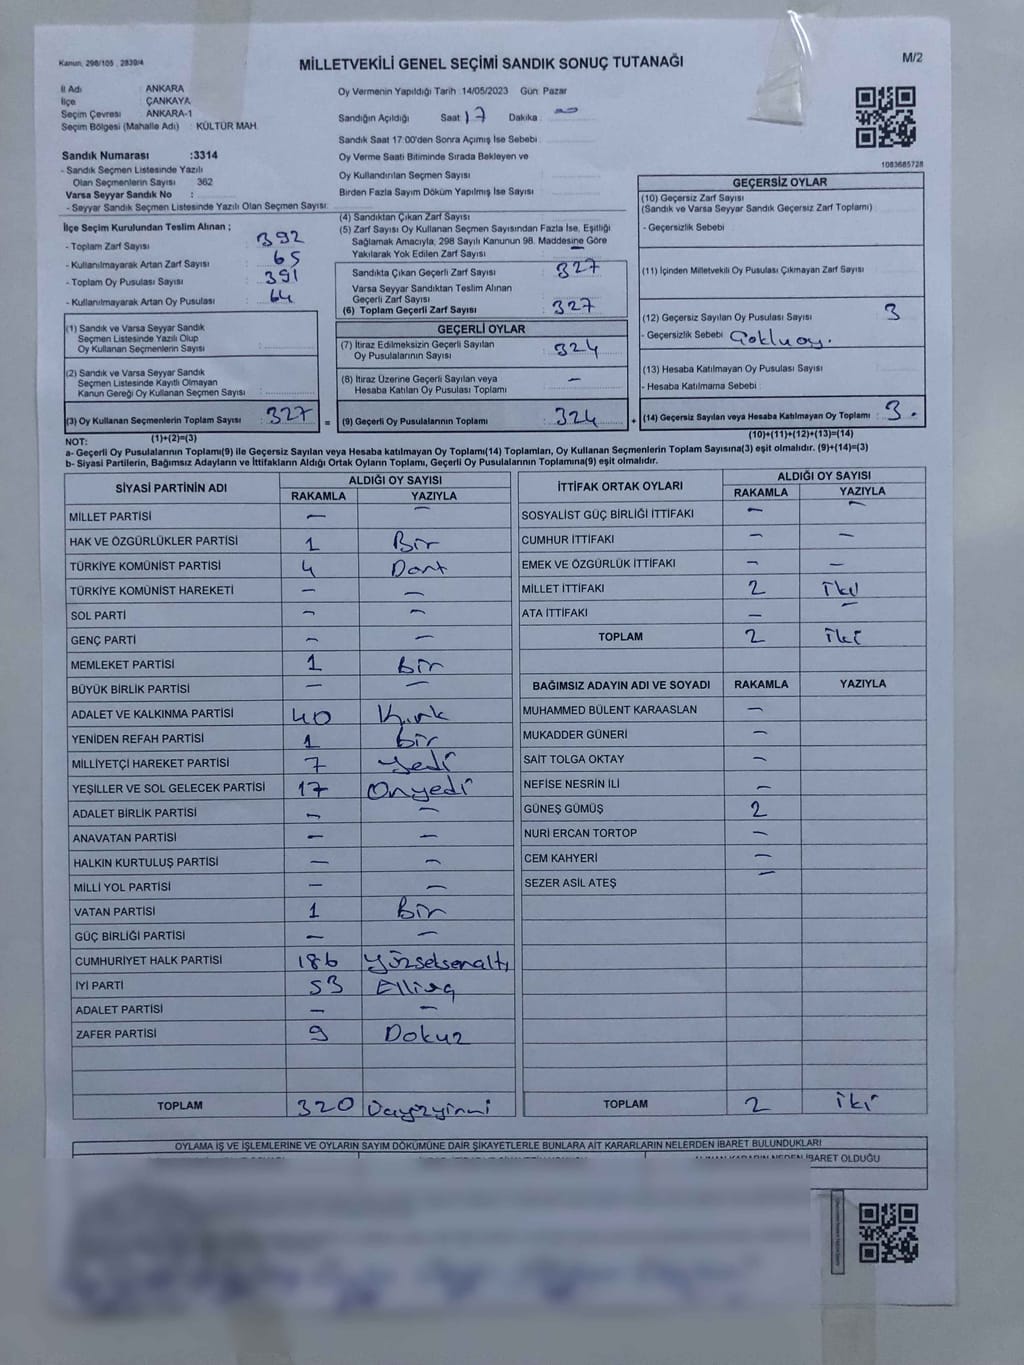 Kanun; 298/105 , 2839/4
MİLLETVEKİLİ GENEL SEÇİMİ SANDIK SONUÇ TUTANAĞI
M/2
İl Adı : ANKARA
İlçe : ÇANKAYA
Seçim Çevresi : ANKARA-1
Seçim Bölgesi (Mahalle Adı) : KÜLTÜR MAH.
Sandık Numarası :3314
- Sandık Seçmen Listesinde Yazılı
Olan Seçmenlerin Sayısı : 362
Varsa Seyyar Sandık No :
- Seyyar Sandık Seçmen Listesinde Yazılı Olan Seçmen Sayısı:
Oy Vermenin Yapıldığı Tarih :14/05/2023 Gün: Pazar
Sandığın Açıldığı Saat 17 Dakika :
Sandık Saat 17:00'den Sonra Açımış İse Sebebi :
Oy Verme Saati Bitiminde Sırada Bekleyen ve
Oy Kullandırılan Seçmen Sayısı :
Birden Fazla Sayım Döküm Yapılmış İse Sayısı :
1083685728
İlçe Seçim Kurulundan Teslim Alınan ;
- Toplam Zarf Sayısı : 392
- Kullanılmayarak Artan Zarf Sayısı : 65
- Toplam Oy Pusulası Sayısı : 391
- Kullanılmayarak Artan Oy Pusulası : 64
(1) Sandık ve Varsa Seyyar Sandık
Seçmen Listesinde Yazılı Olup
Oy Kullanan Seçmenlerin Sayısı :
(2) Sandık ve Varsa Seyyar Sandık
Seçmen Listesinde Kayıtlı Olmayan
Kanun Gereği Oy Kullanan Seçmen Sayısı :
(3) Oy Kullanan Seçmenlerin Toplam Sayısı : 327
(1)+(2)=(3)
(4) Sandıktan Çıkan Zarf Sayısı :
(5) Zarf Sayısı Oy Kullanan Seçmen Sayısından Fazla İse, Eşitliği
Sağlamak Amacıyla, 298 Sayılı Kanunun 98. Maddesine Göre
Yakılarak Yok Edilen Zarf Sayısı : –
Sandıkta Çıkan Geçerli Zarf Sayısı : 327
Varsa Seyyar Sandıktan Teslim Alınan
Geçerli Zarf Sayısı :
(6) Toplam Geçerli Zarf Sayısı : 327
GEÇERLİ OYLAR
(7) İtiraz Edilmeksizin Geçerli Sayılan
Oy Pusulalarının Sayısı : 324
(8) İtiraz Üzerine Geçerli Sayılan veya
Hesaba Katılan Oy Pusulası Toplamı : –
= (9) Geçerli Oy Pusulalarının Toplamı : 324
GEÇERSİZ OYLAR
(10) Geçersiz Zarf Sayısı
(Sandık ve Varsa Seyyar Sandık Geçersiz Zarf Toplamı) :
- Geçersizlik Sebebi :
(11) İçinden Milletvekili Oy Pusulası Çıkmayan Zarf Sayısı :
(12) Geçersiz Sayılan Oy Pusulası Sayısı : 3
- Geçersizlik Sebebi :
(13) Hesaba Katılmayan Oy Pusulası Sayısı :
- Hesaba Katılmama Sebebi :
+ (14) Geçersiz Sayılan veya Hesaba Katılmayan Oy Toplamı : 3.
(10)+(11)+(12)+(13)=(14)
NOT:
a- Geçerli Oy Pusulalarının Toplamı(9) ile Geçersiz Sayılan veya Hesaba katılmayan Oy Toplamı(14) Toplamları, Oy Kullanan Seçmenlerin Toplam Sayısına(3) eşit olmalıdır. (9)+(14)=(3)
b- Siyasi Partilerin, Bağımsız Adayların ve İttifakların Aldığı Ortak Oyların Toplamı, Geçerli Oy Pusulalarının Toplamına(9) eşit olmalıdır.
SİYASİ PARTİNİN ADI ALDIĞI OY SAYISI
RAKAMLA YAZIYLA
MİLLET PARTİSİ – –
HAK VE ÖZGÜRLÜKLER PARTİSİ 1 Bir
TÜRKİYE KOMÜNİST PARTİSİ 4 Dört
TÜRKİYE KOMÜNİST HAREKETİ – –
SOL PARTİ – –
GENÇ PARTİ – –
MEMLEKET PARTİSİ 1 Bir
BÜYÜK BİRLİK PARTİSİ – –
ADALET VE KALKINMA PARTİSİ 40 Kırk
YENİDEN REFAH PARTİSİ 1 Bir
MİLLİYETÇİ HAREKET PARTİSİ 7 Yedi
YEŞİLLER VE SOL GELECEK PARTİSİ 17 Onyedi
ADALET BİRLİK PARTİSİ – –
ANAVATAN PARTİSİ – –
HALKIN KURTULUŞ PARTİSİ – –
MİLLİ YOL PARTİSİ – –
VATAN PARTİSİ 1 Bir
GÜÇ BİRLİĞİ PARTİSİ – –
CUMHURİYET HALK PARTİSİ 186 Yüzseksenaltı
İYİ PARTİ 53 Elliüç
ADALET PARTİSİ – –
ZAFER PARTİSİ 9 Dokuz
TOPLAM 320 Üçyüzyirmi
İTTİFAK ORTAK OYLARI ALDIĞI OY SAYISI
RAKAMLA YAZIYLA
SOSYALİST GÜÇ BİRLİĞİ İTTİFAKI – –
CUMHUR İTTİFAKI – –
EMEK VE ÖZGÜRLÜK İTTİFAKI – –
MİLLET İTTİFAKI 2 İki
ATA İTTİFAKI – –
TOPLAM 2 iki
BAĞIMSIZ ADAYIN ADI VE SOYADI RAKAMLA YAZIYLA
MUHAMMED BÜLENT KARAASLAN –
MUKADDER GÜNERİ –
SAİT TOLGA OKTAY –
NEFİSE NESRİN İLİ –
GÜNEŞ GÜMÜŞ 2
NURİ ERCAN TORTOP –
CEM KAHYERİ –
SEZER ASİL ATEŞ –
TOPLAM 2 iki
OYLAMA İŞ VE İŞLEMLERİNE VE OYLARIN SAYIM DÖKÜMÜNE DAİR ŞİKAYETLERLE BUNLARA AİT KARARLARIN NELERDEN İBARET BULUNDUKLARI
İBARET OLDUĞU